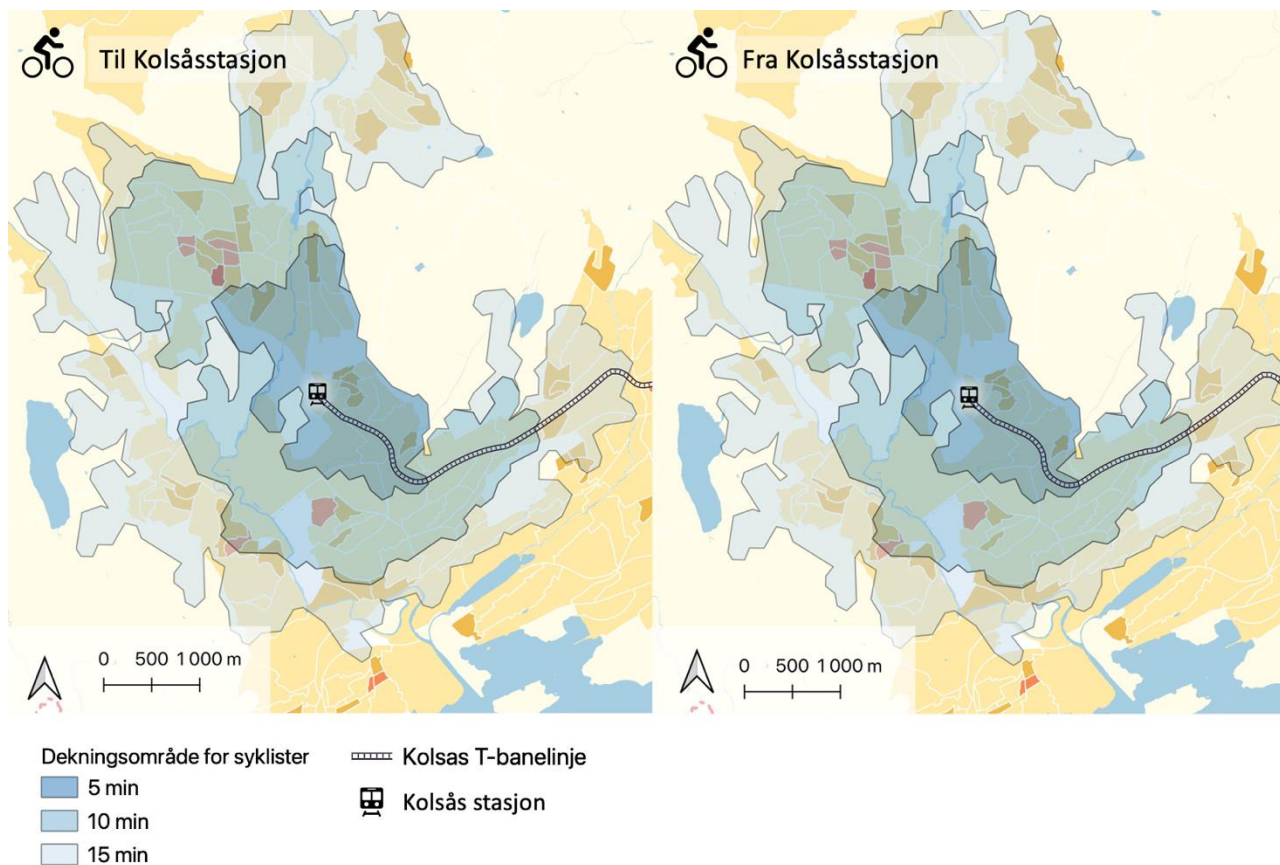 Til Kolsåsstasjon
Fra Kolsåsstasjon
0 500 1 000 m
0 500 1 000 m
Dekningsområde for syklister
5 min
10 min
15 min
Kolsas T-banelinje
Kolsås stasjon